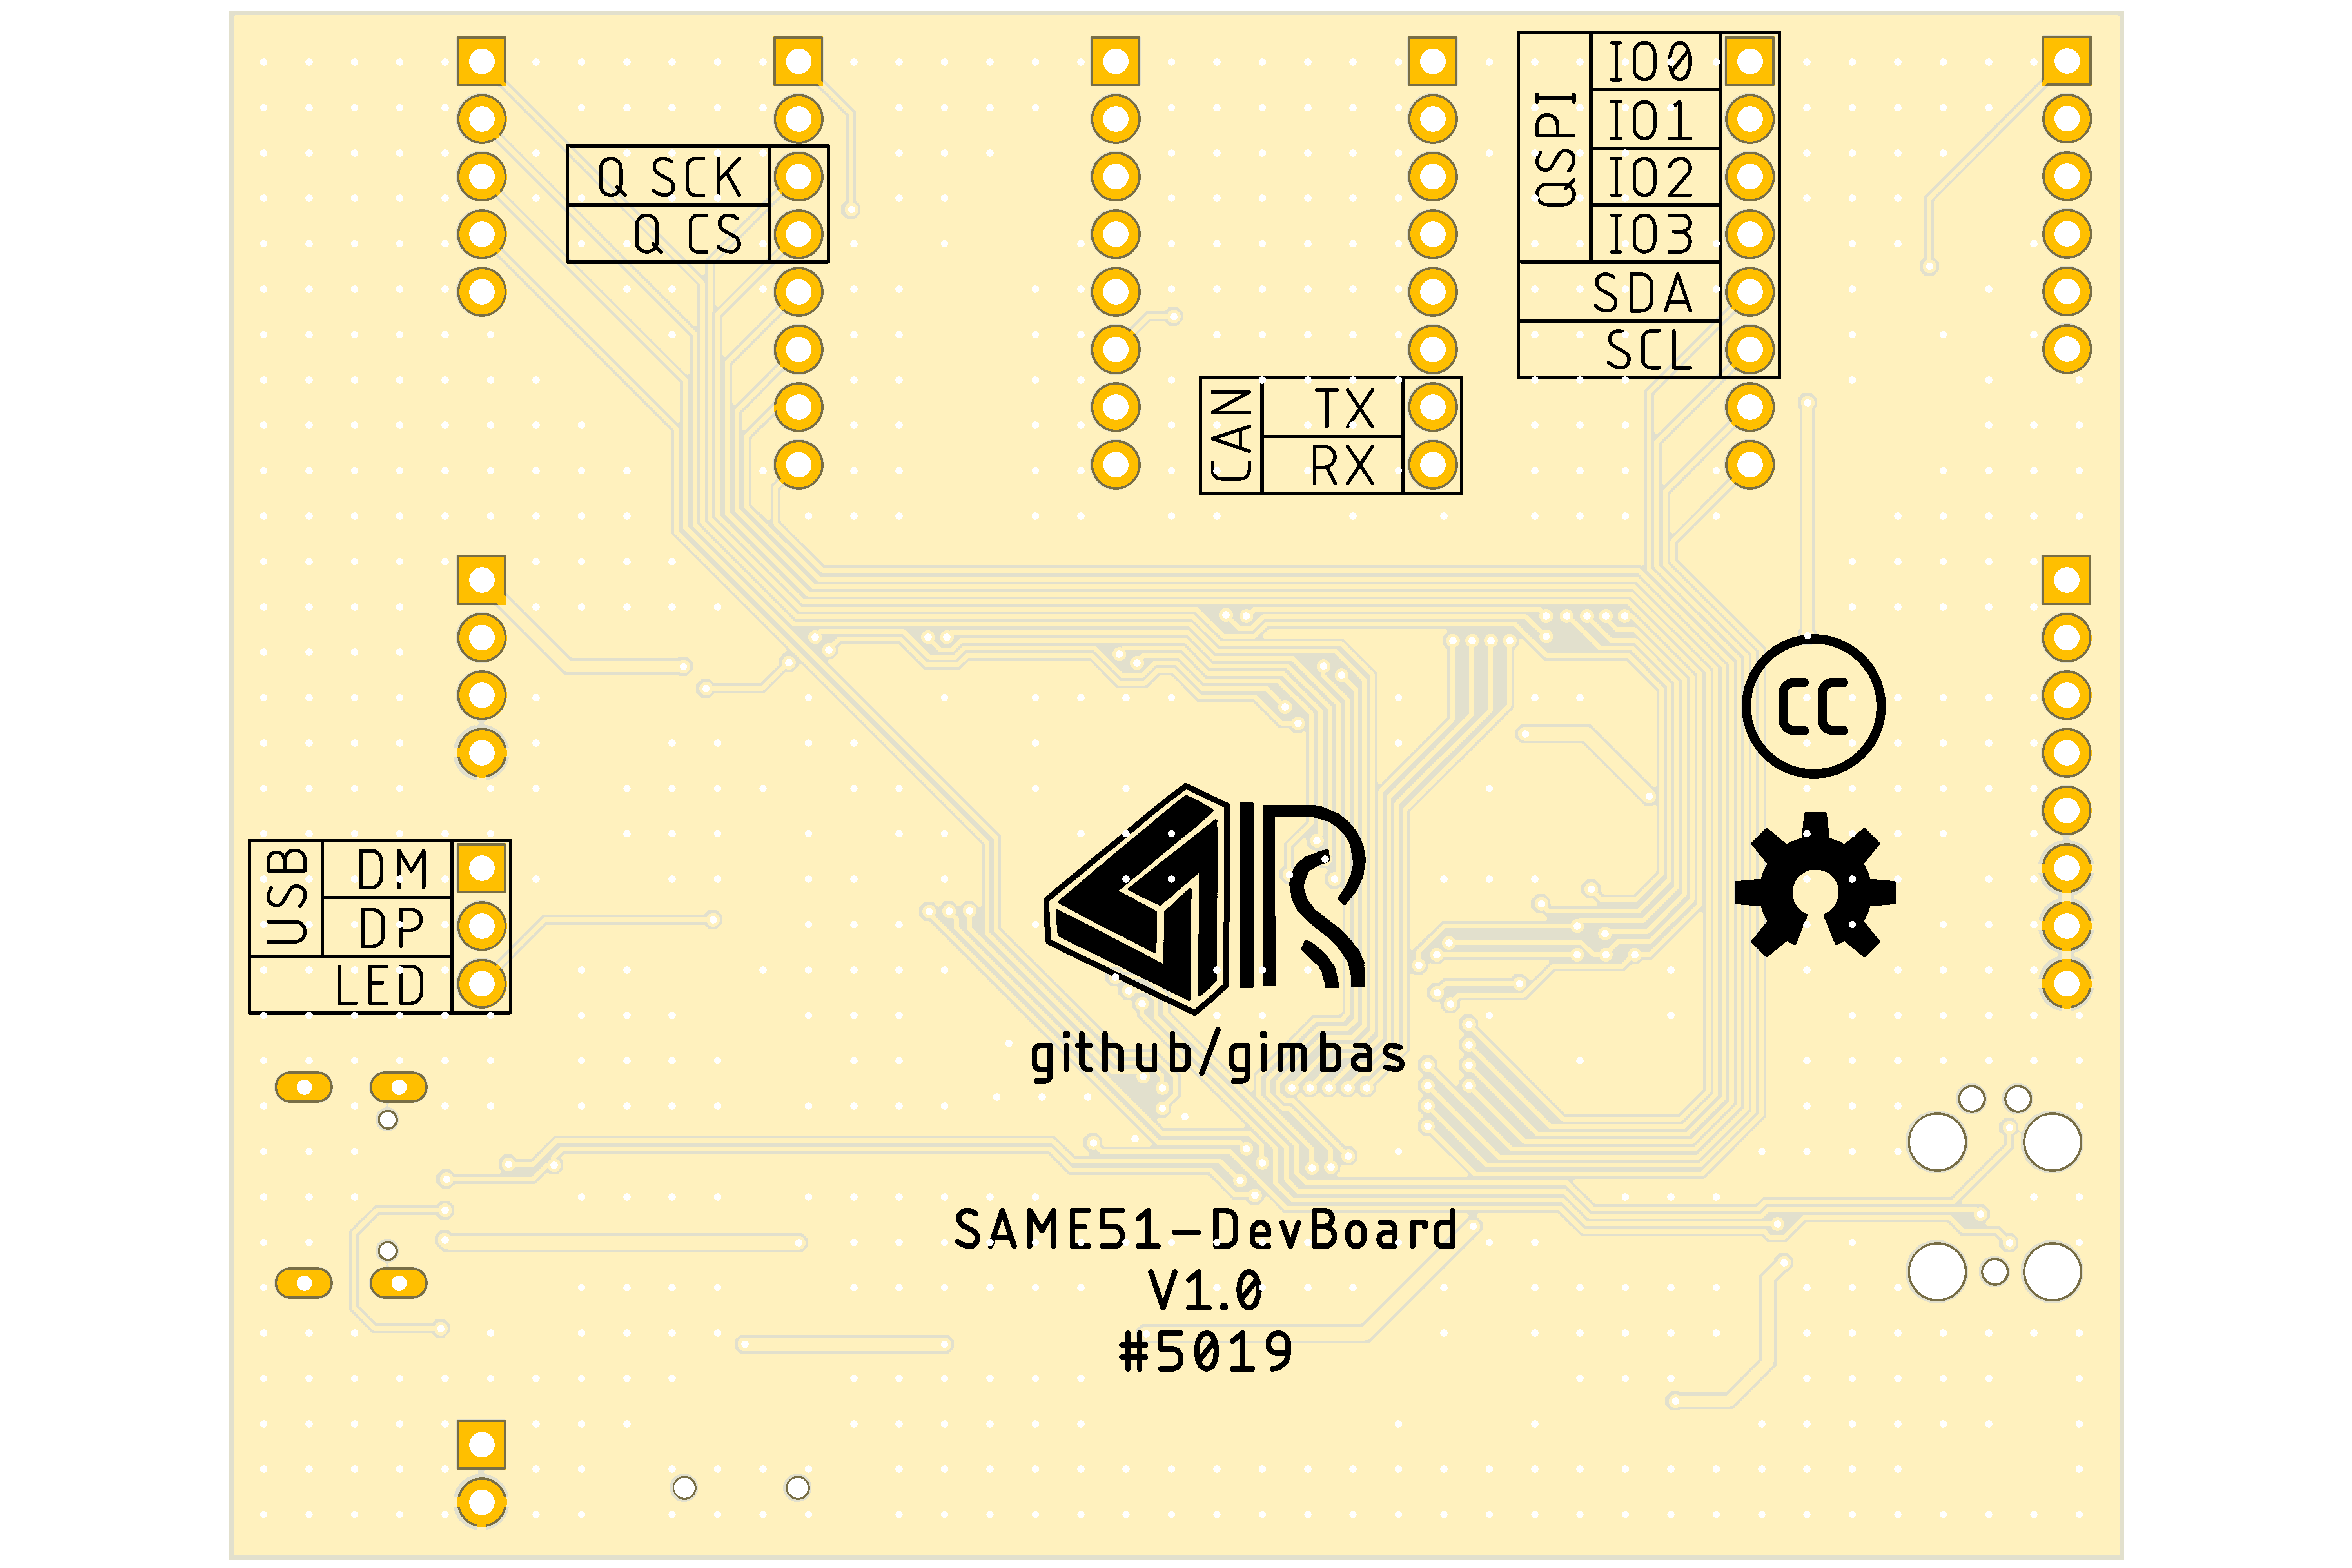 QSPI
IO0
IO1
IO2
IO3
SDA
SCL
Q SCK
Q CS
CAN
TX
RX
CC
USB
DM
DP
LED
R
github/gimbas
SAME51-DevBoard
V1.0
#5019